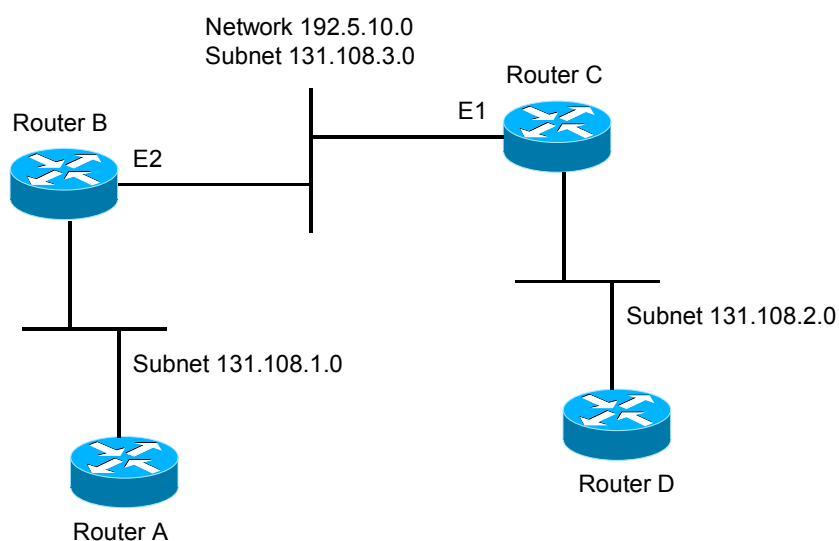 Network 192.5.10.0
Subnet 131.108.3.0
Router C
E1
Router B
E2
Subnet 131.108.2.0
Subnet 131.108.1.0
Router D
Router A